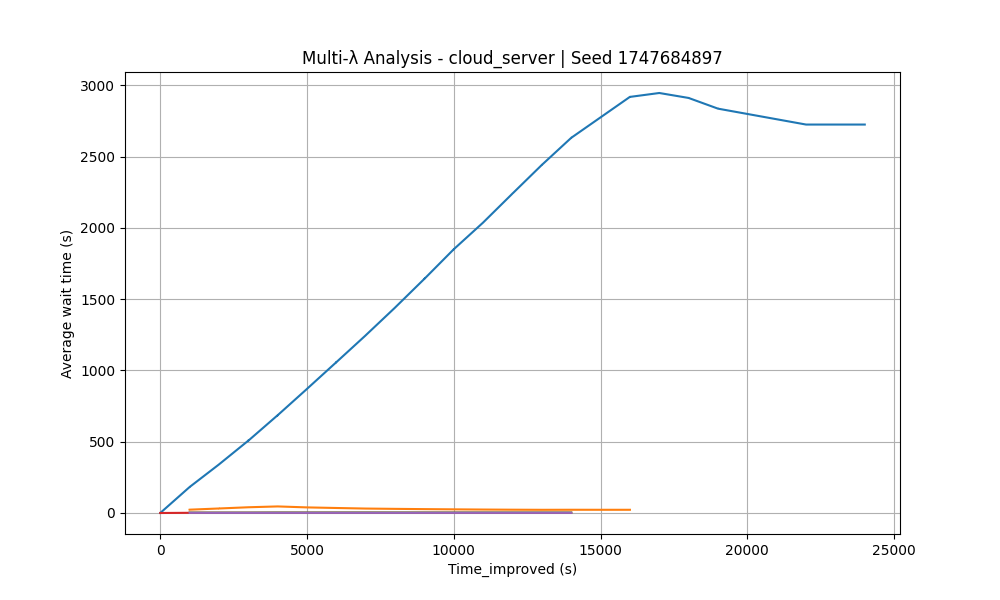 Multi-λ Analysis - cloud_server | Seed 1747684897
3000
2500
2000
1500
1000
500
0
Average wait time (s)
0 5000 10000 15000 20000 25000
Time_improved (s)